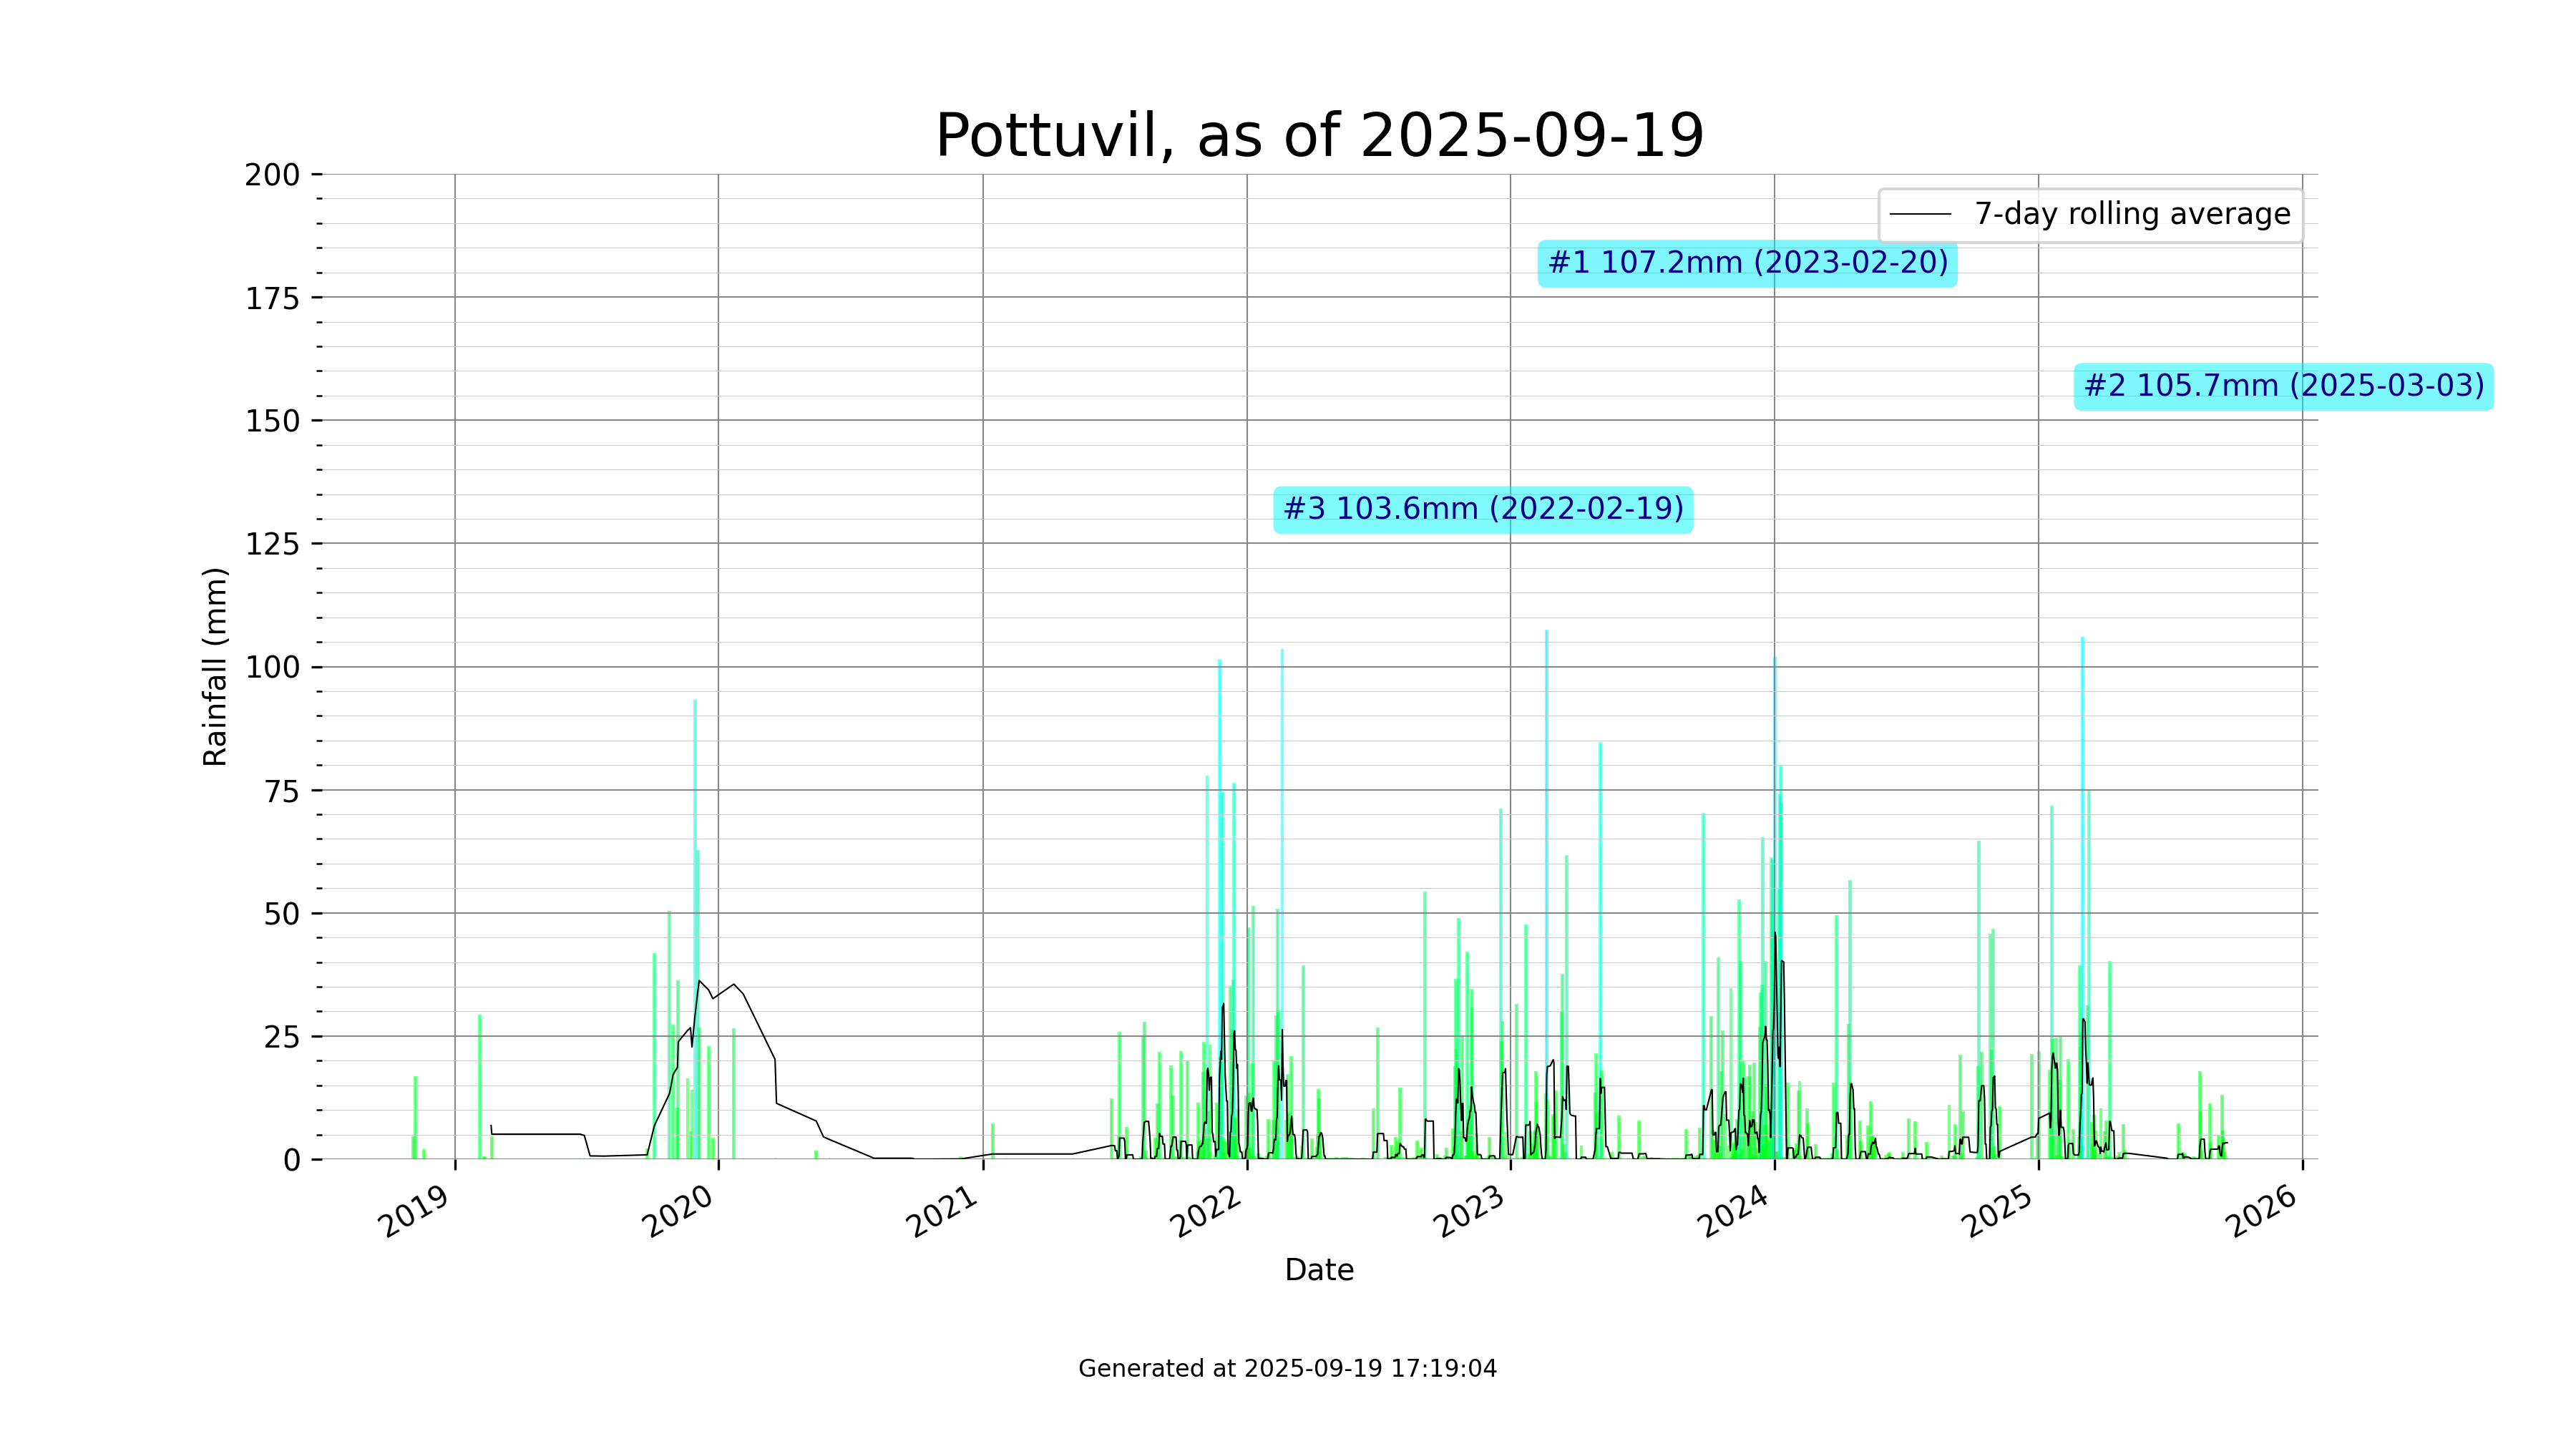 Pottuvil, as of 2025-09-19
200
175
150
125
100
75
50
25
0
Rainfall (mm)
7-day rolling average
#1 107.2mm (2023-02-20)
#2 105.7mm (2025-03-03)
#3 103.6mm (2022-02-19)
2019
2020
2021
2022
2023
2024
2025
2026
Date
Generated at 2025-09-19 17:19:04